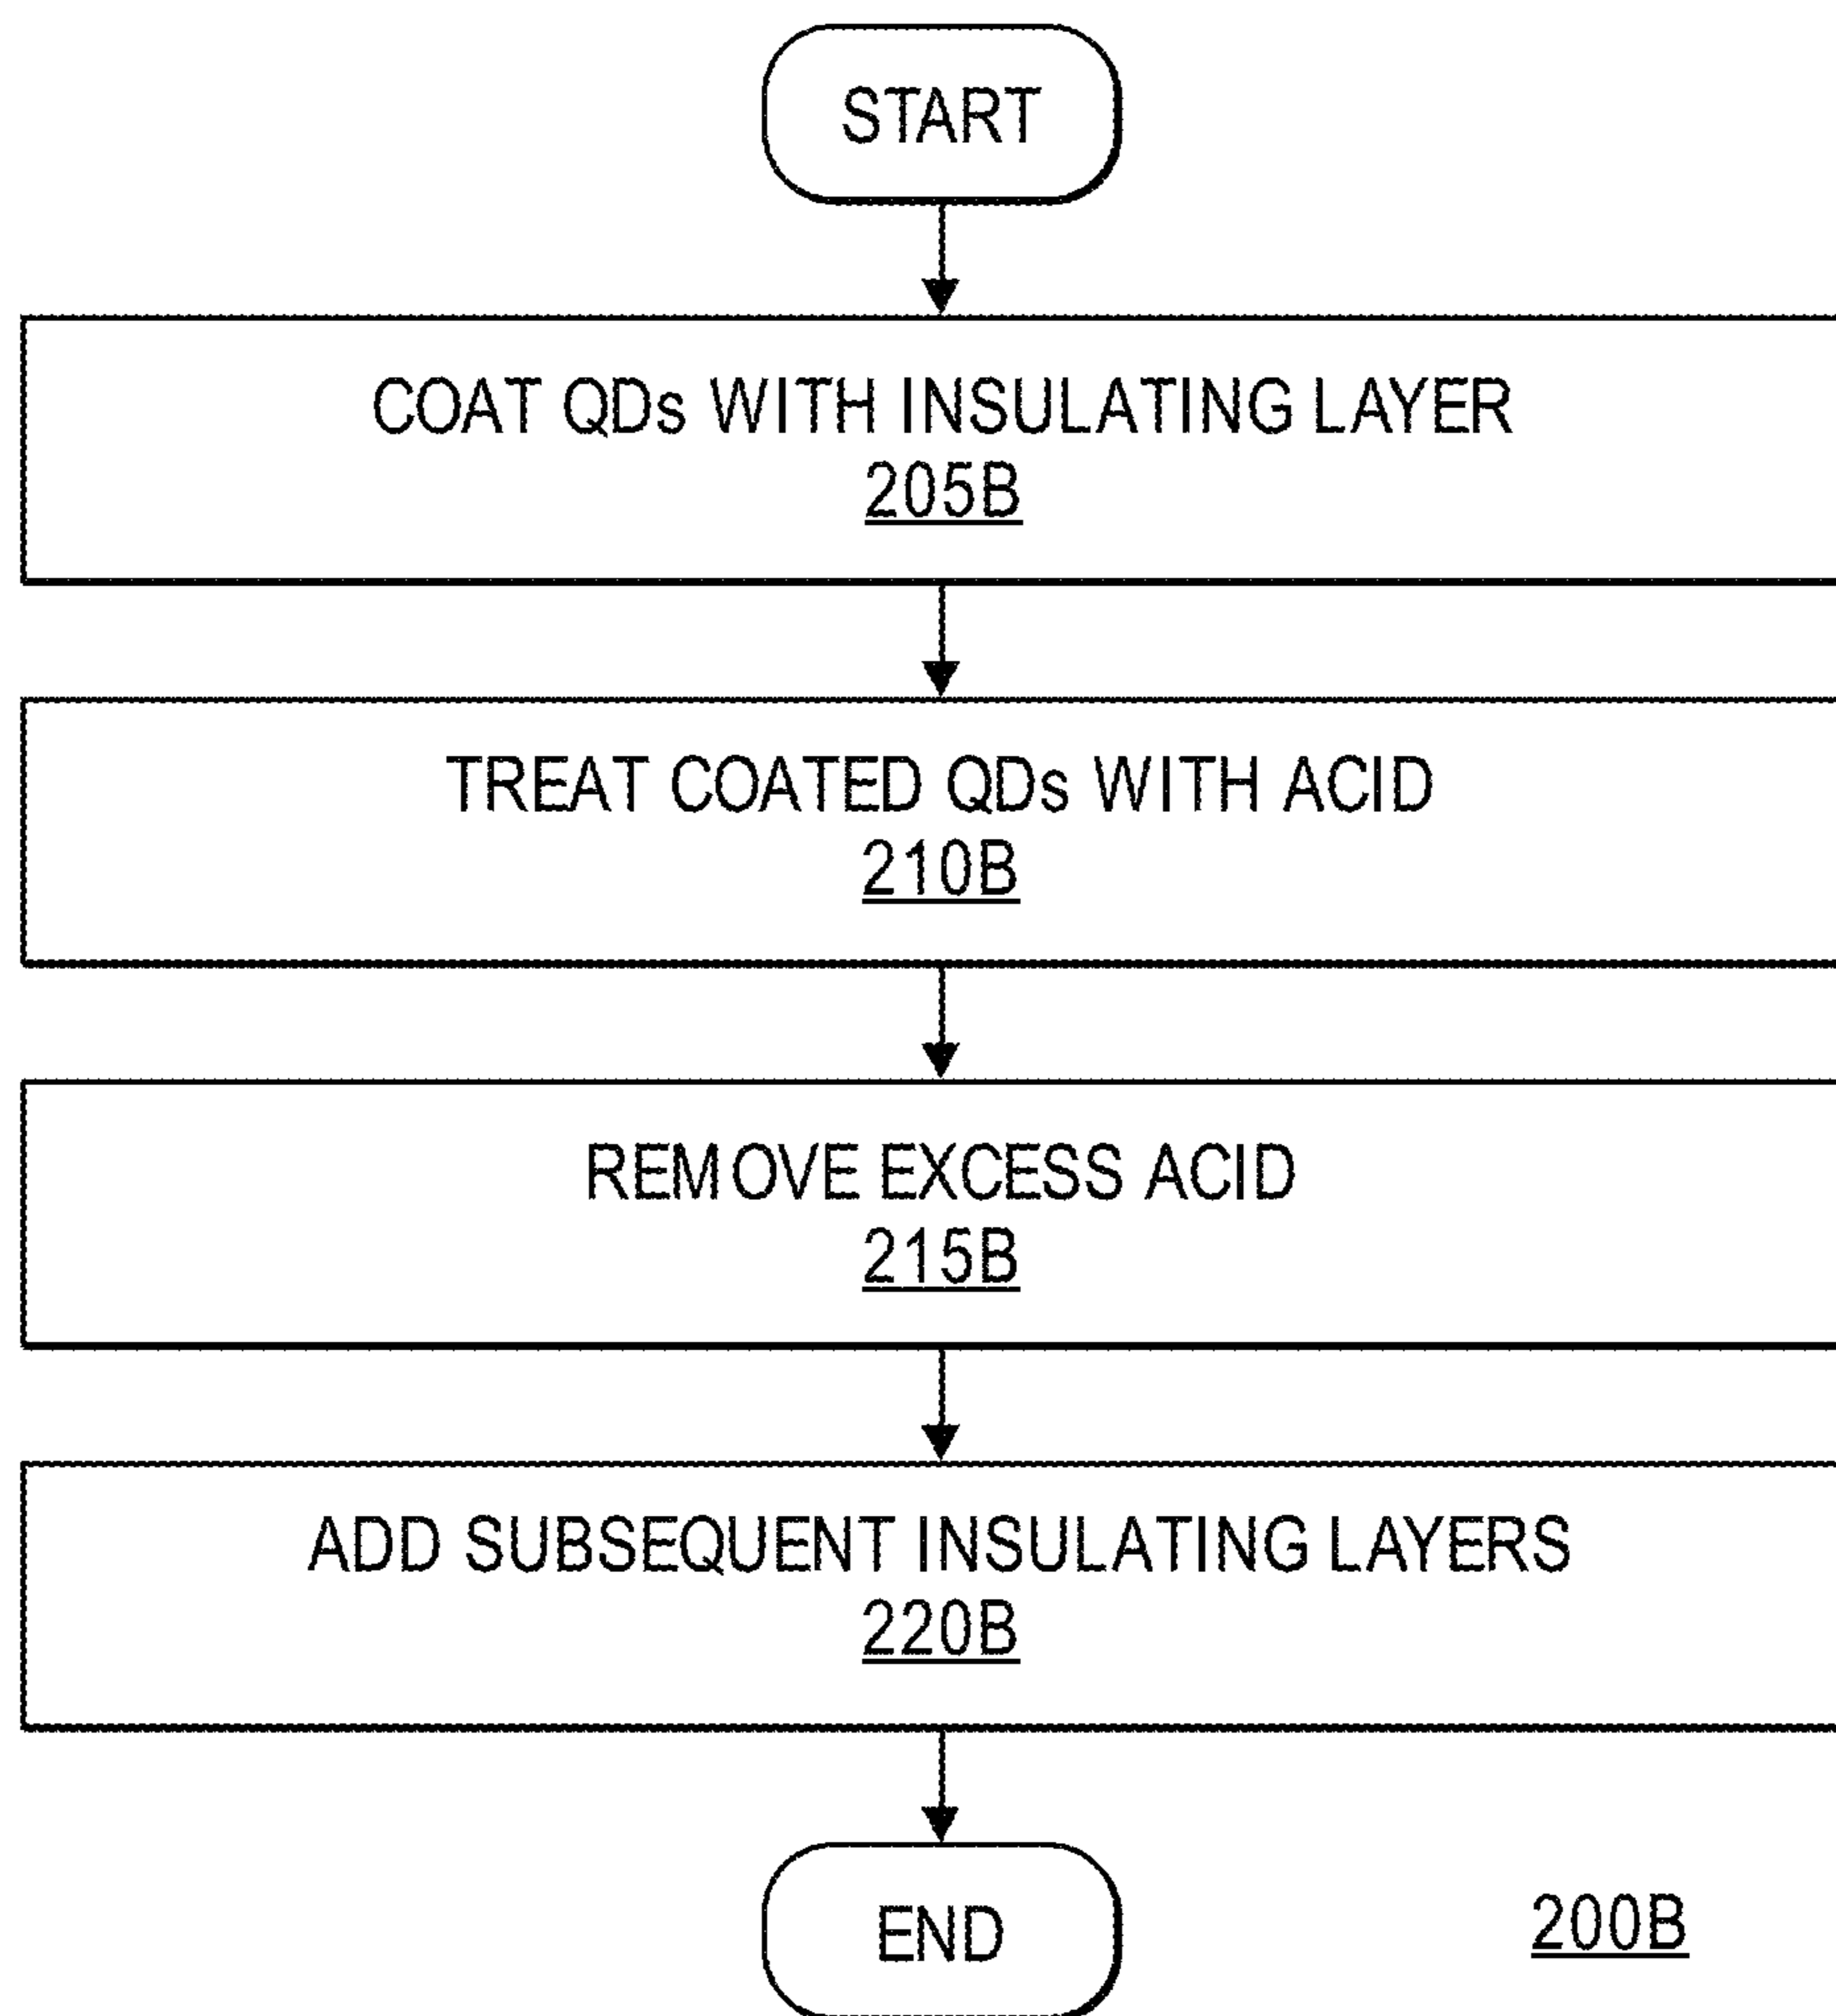 START
COAT QDs WITH INSULATING LAYER
205B
TREAT COATED QDs WITH ACID
210B
REMOVE EXCESS ACID
215B
ADD SUBSEQUENT INSULATING LAYERS
220B
END
200B